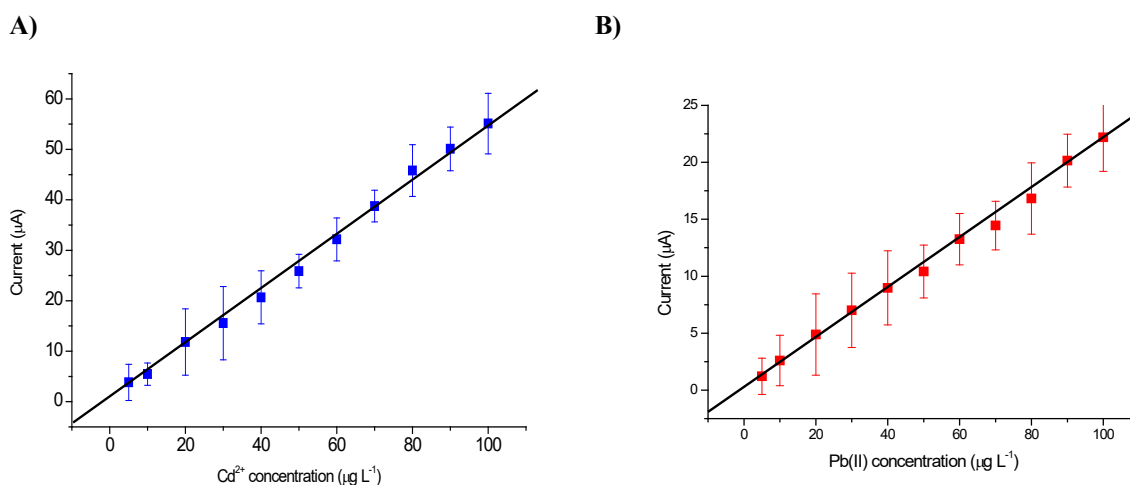 A)
60
50
40
30
20
10
0
Current (µA)
0 20 40 60 80 100
Cd²⁺ concentration (µg L⁻¹)
B)
25
20
15
10
5
0
Current (µA)
0 20 40 60 80 100
Pb(II) concentration (µg L⁻¹)